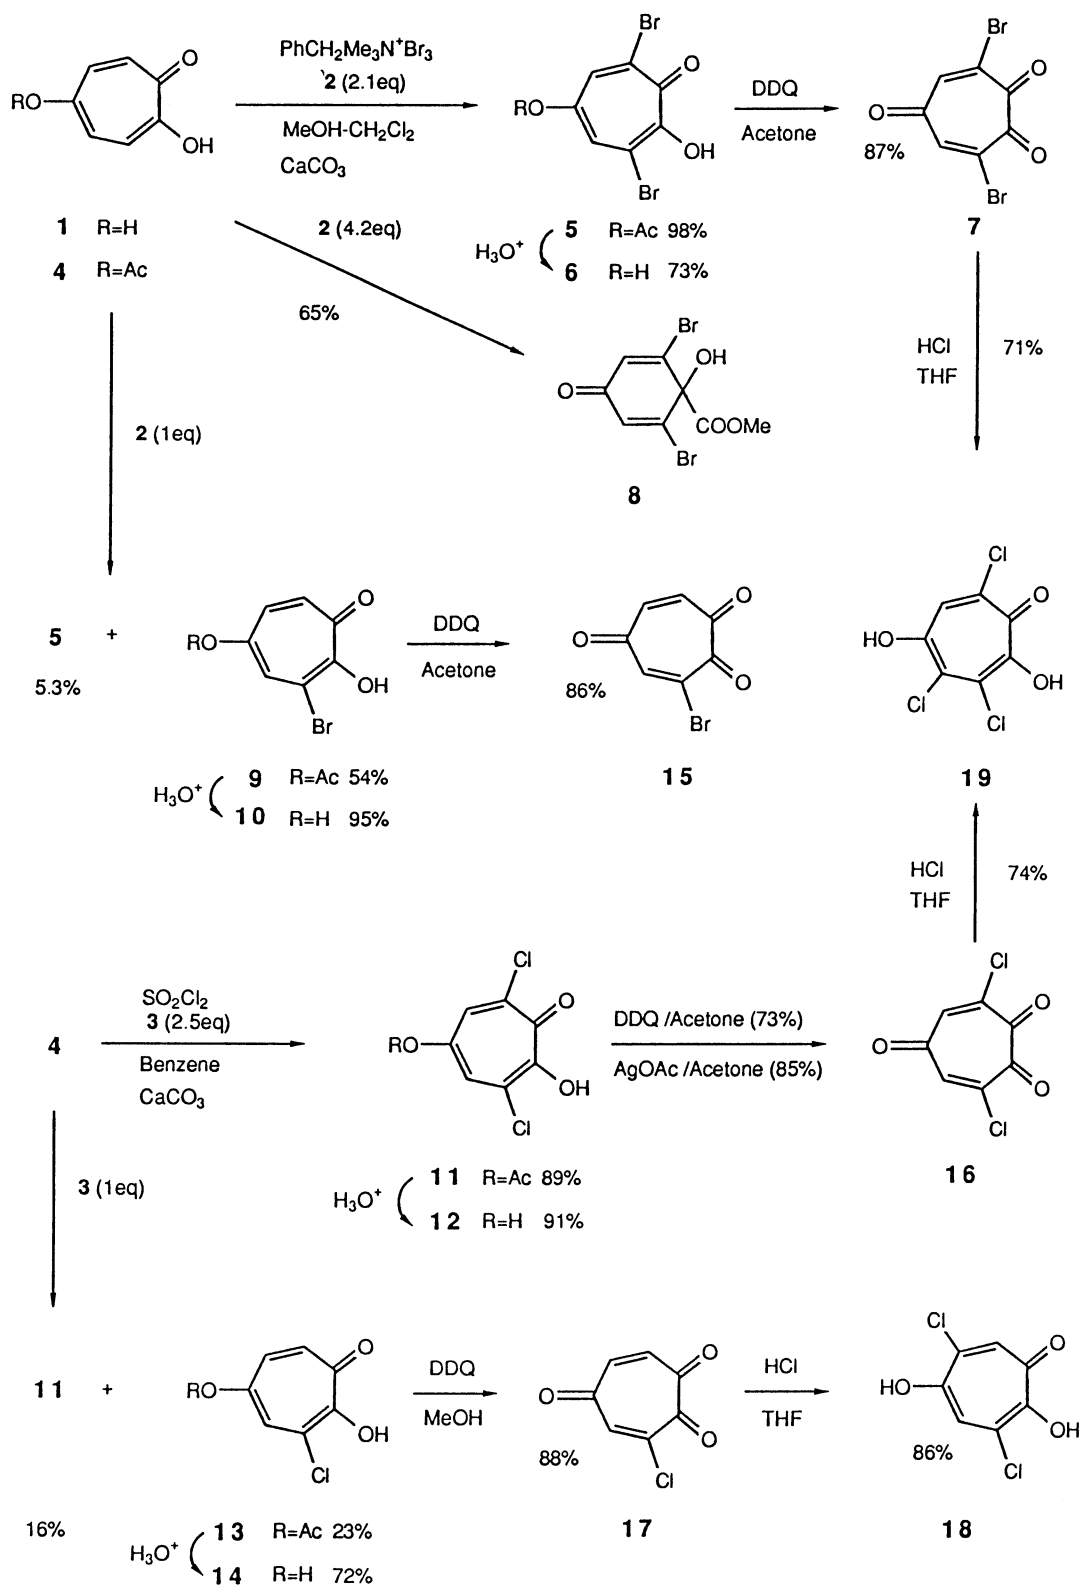 PhCH2Me3N+Br3
2 (2.1eq)
MeOH-CH2Cl2
CaCO3
RO
O
OH
1 R=H
4 R=Ac
Br
RO
O
OH
Br
DDQ
Acetone
Br
O
O
O
Br
87%
2 (4.2eq)
65%
H3O+
5 R=Ac 98%
6 R=H 73%
7
Br
OH
O
COOMe
Br
8
HCl
THF
71%
2 (1eq)
5
5.3%
+
RO
O
OH
Br
DDQ
Acetone
O
O
O
Br
86%
Cl
O
HO
OH
Cl
Cl
H3O+
9 R=Ac 54%
10 R=H 95%
15
19
HCl
THF
74%
4
SO2Cl2
3 (2.5eq)
Benzene
CaCO3
Cl
O
RO
OH
Cl
DDQ /Acetone (73%)
AgOAc /Acetone (85%)
Cl
O
O
O
Cl
3 (1eq)
H3O+
11 R=Ac 89%
12 R=H 91%
16
11
16%
+
RO
O
OH
Cl
DDQ
MeOH
O
O
O
Cl
88%
HCl
THF
Cl
O
HO
OH
Cl
86%
H3O+
13 R=Ac 23%
14 R=H 72%
17
18